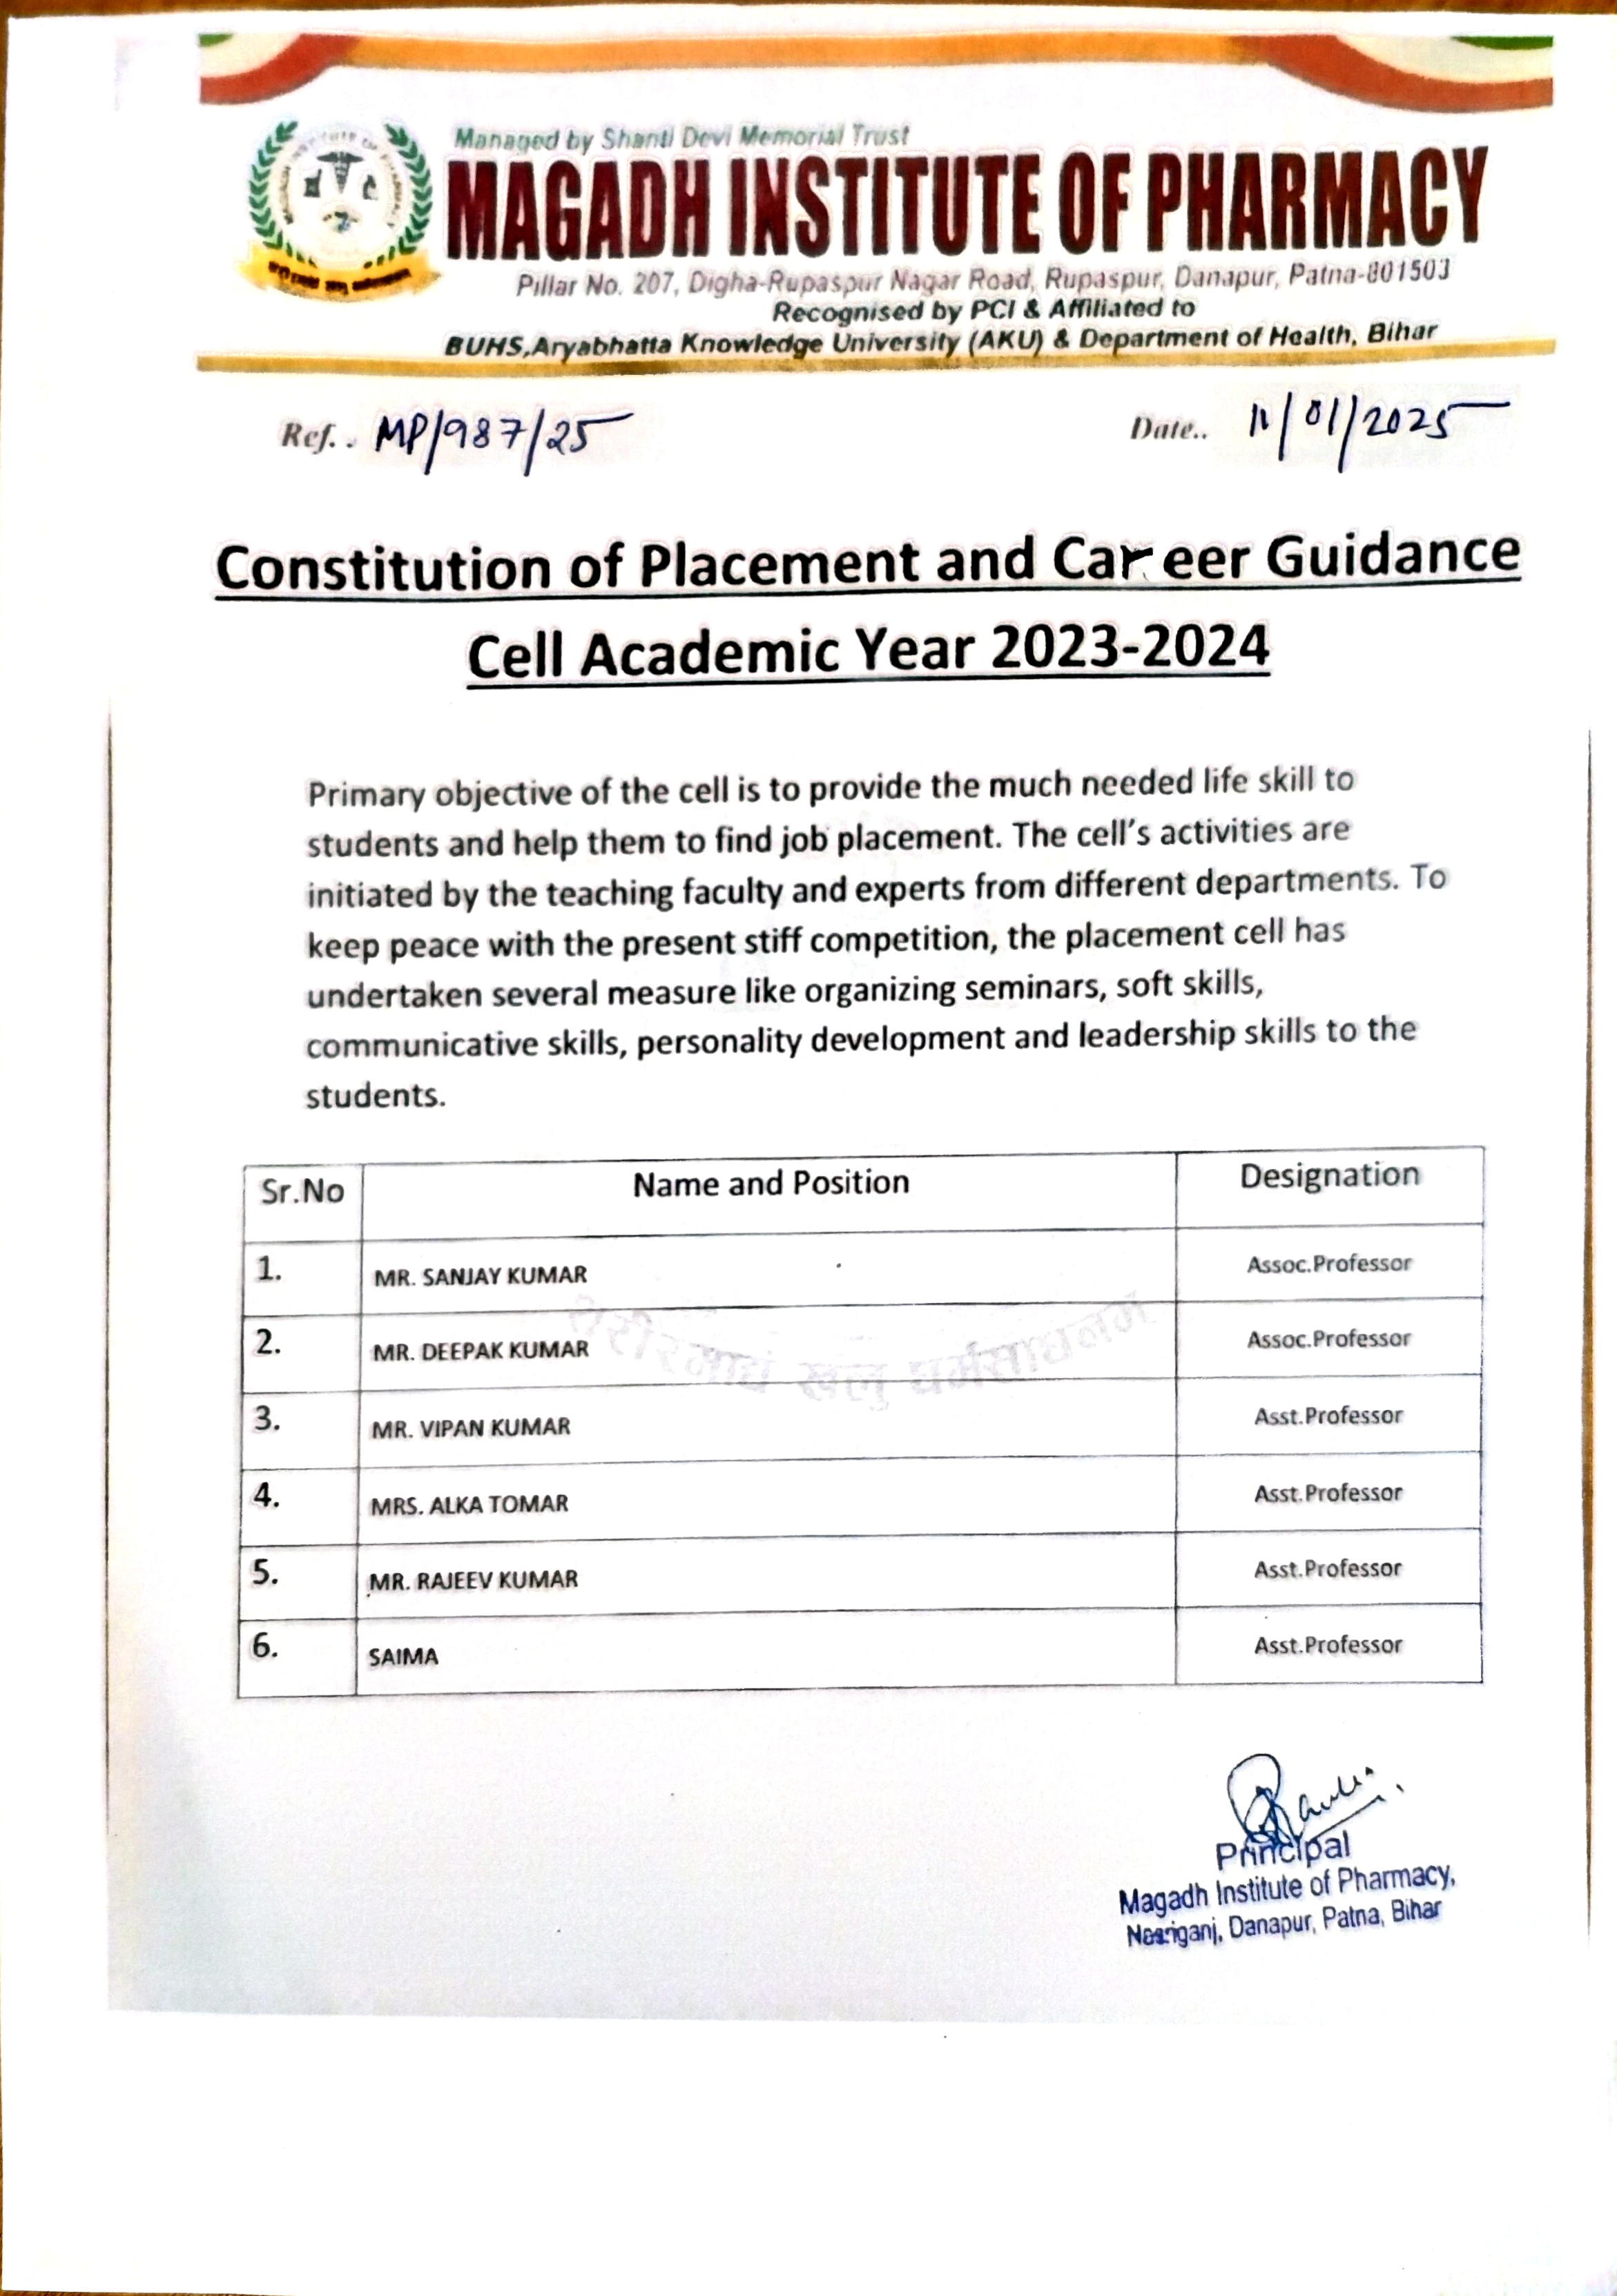 Managed by Shanti Devi Memorial Trust
MAGADH INSTITUTE OF PHARMACY
Pillar No. 207, Digha-Rupaspur Nagar Road, Rupaspur, Danapur, Patna-801503
Recognised by PCI & Affiliated to
BUHS,Aryabhatta Knowledge University (AKU) & Department of Health, Bihar
Ref. . MP/987/25
Date.. 11/01/2025
Constitution of Placement and Career Guidance
Cell Academic Year 2023-2024
Primary objective of the cell is to provide the much needed life skill to
students and help them to find job placement. The cell's activities are
initiated by the teaching faculty and experts from different departments. To
keep peace with the present stiff competition, the placement cell has
undertaken several measure like organizing seminars, soft skills,
communicative skills, personality development and leadership skills to the
students.
Sr.No Name and Position Designation
1. MR. SANJAY KUMAR Assoc.Professor
2. MR. DEEPAK KUMAR Assoc.Professor
3. MR. VIPAN KUMAR Asst.Professor
4. MRS. ALKA TOMAR Asst.Professor
5. MR. RAJEEV KUMAR Asst.Professor
6. SAIMA Asst.Professor
शरीरमाद्यं खलु धर्मसाधनम
Principal
Magadh Institute of Pharmacy,
Nasriganj, Danapur, Patna, Bihar